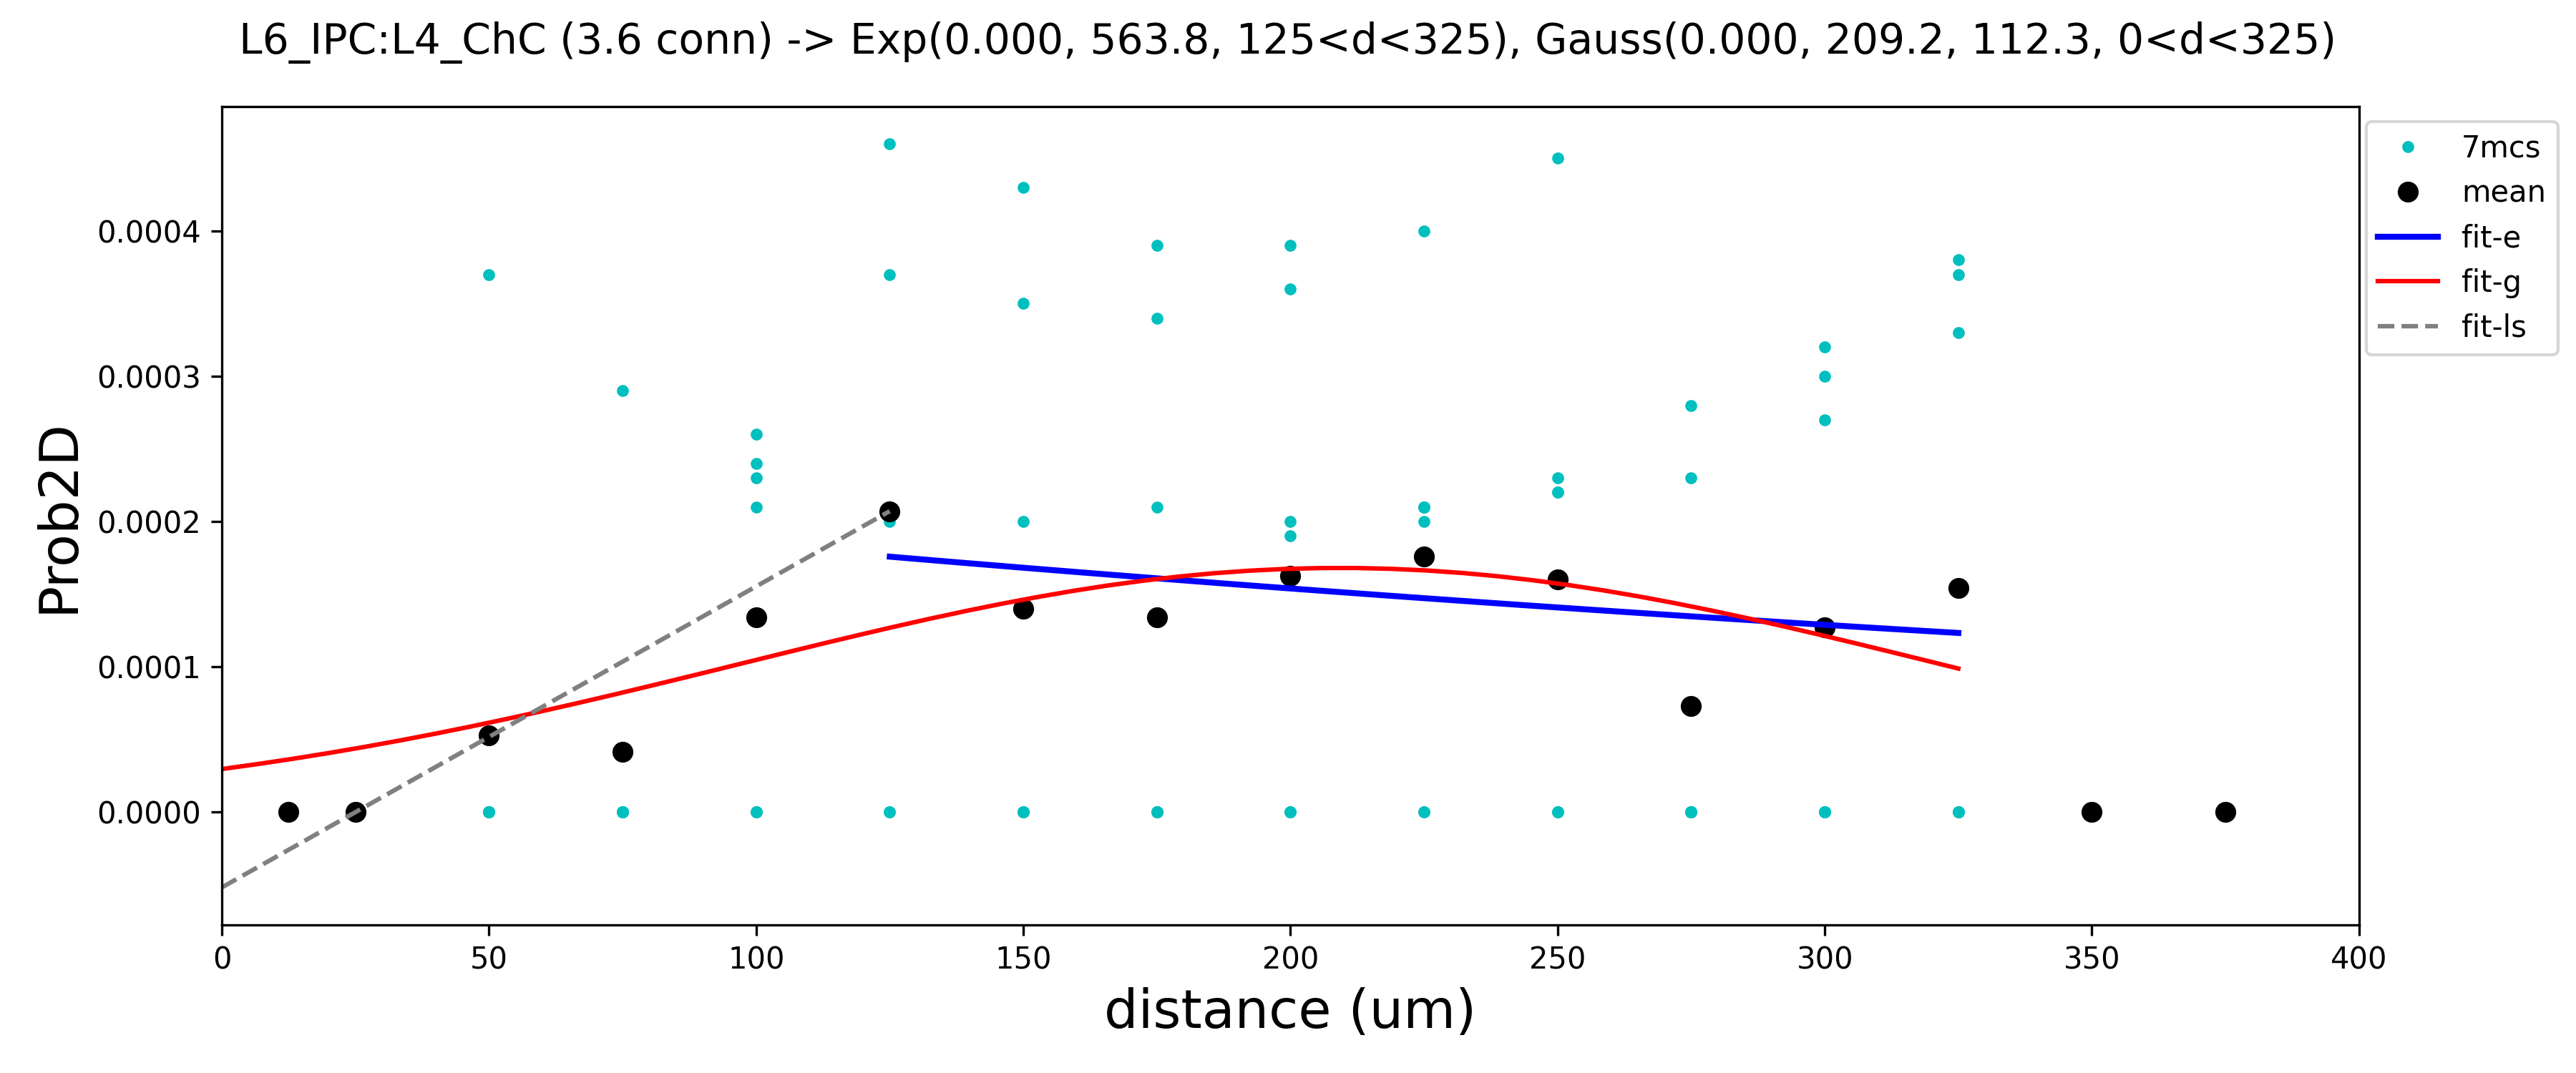 L6_IPC:L4_ChC (3.6 conn) -> Exp(0.000, 563.8, 125<d<325), Gauss(0.000, 209.2, 112.3, 0<d<325)
7mcs
mean
fit-e
fit-g
fit-ls
Prob2D
0.0004
0.0003
0.0002
0.0001
0.0000
0 50 100 150 200 250 300 350 400
distance (um)